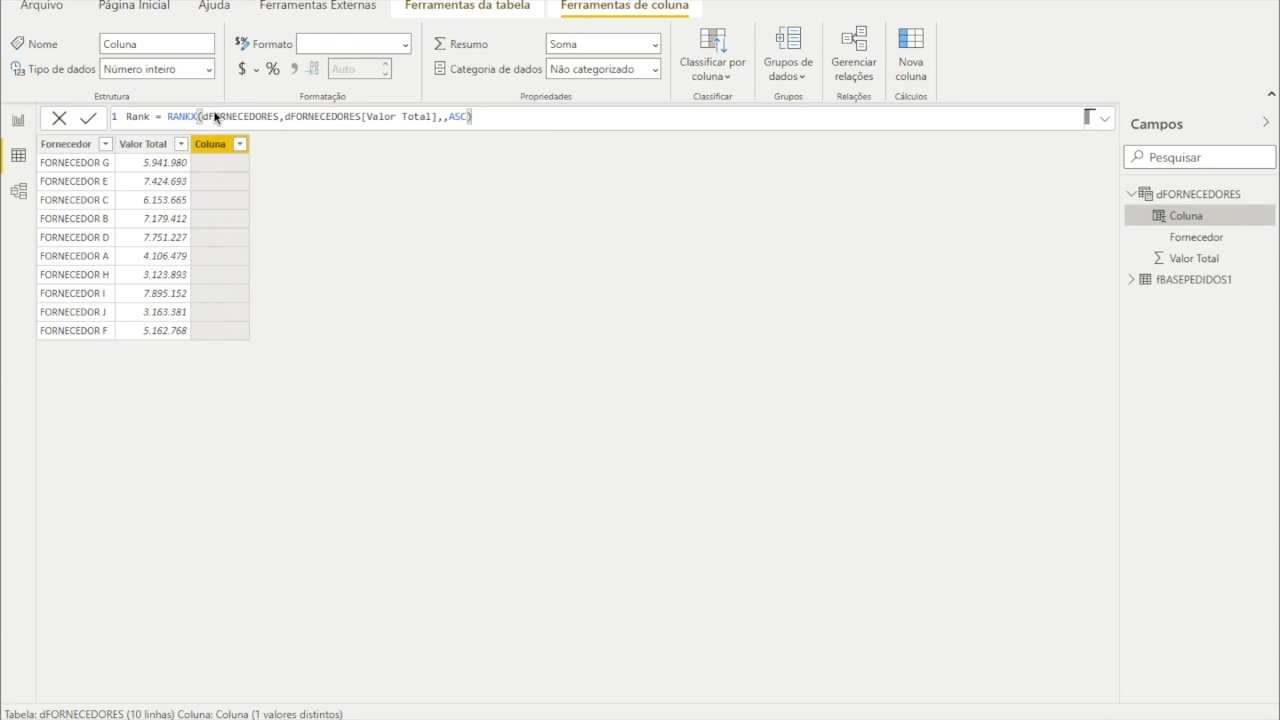 Arquivo Página Inicial Ajuda Ferramentas Externas Ferramentas da tabela Ferramentas de coluna
Nome Coluna
Tipo de dados Número inteiro
Estrutura
Formato
$ % 9 .00 Auto
Formatação
Resumo Soma
Categoria de dados Não categorizado
Propriedades
Classificar por
coluna
Classificar
Grupos de
dados
Grupos
Gerenciar
relações
Relações
Nova
coluna
Cálculos
1 Rank = RANKX(dFORNECEDORES,dFORNECEDORES[Valor Total],,ASC)
Fornecedor Valor Total Coluna
FORNECEDOR G 5.941.980
FORNECEDOR E 7.424.693
FORNECEDOR C 6.153.665
FORNECEDOR B 7.179.412
FORNECEDOR D 7.751.227
FORNECEDOR A 4.106.479
FORNECEDOR H 3.123.893
FORNECEDOR I 7.895.152
FORNECEDOR J 3.163.381
FORNECEDOR F 5.162.768
Campos
Pesquisar
dFORNECEDORES
Coluna
Fornecedor
Valor Total
fBASEPEDIDOS1
Tabela: dFORNECEDORES (10 linhas) Coluna: Coluna (1 valores distintos)